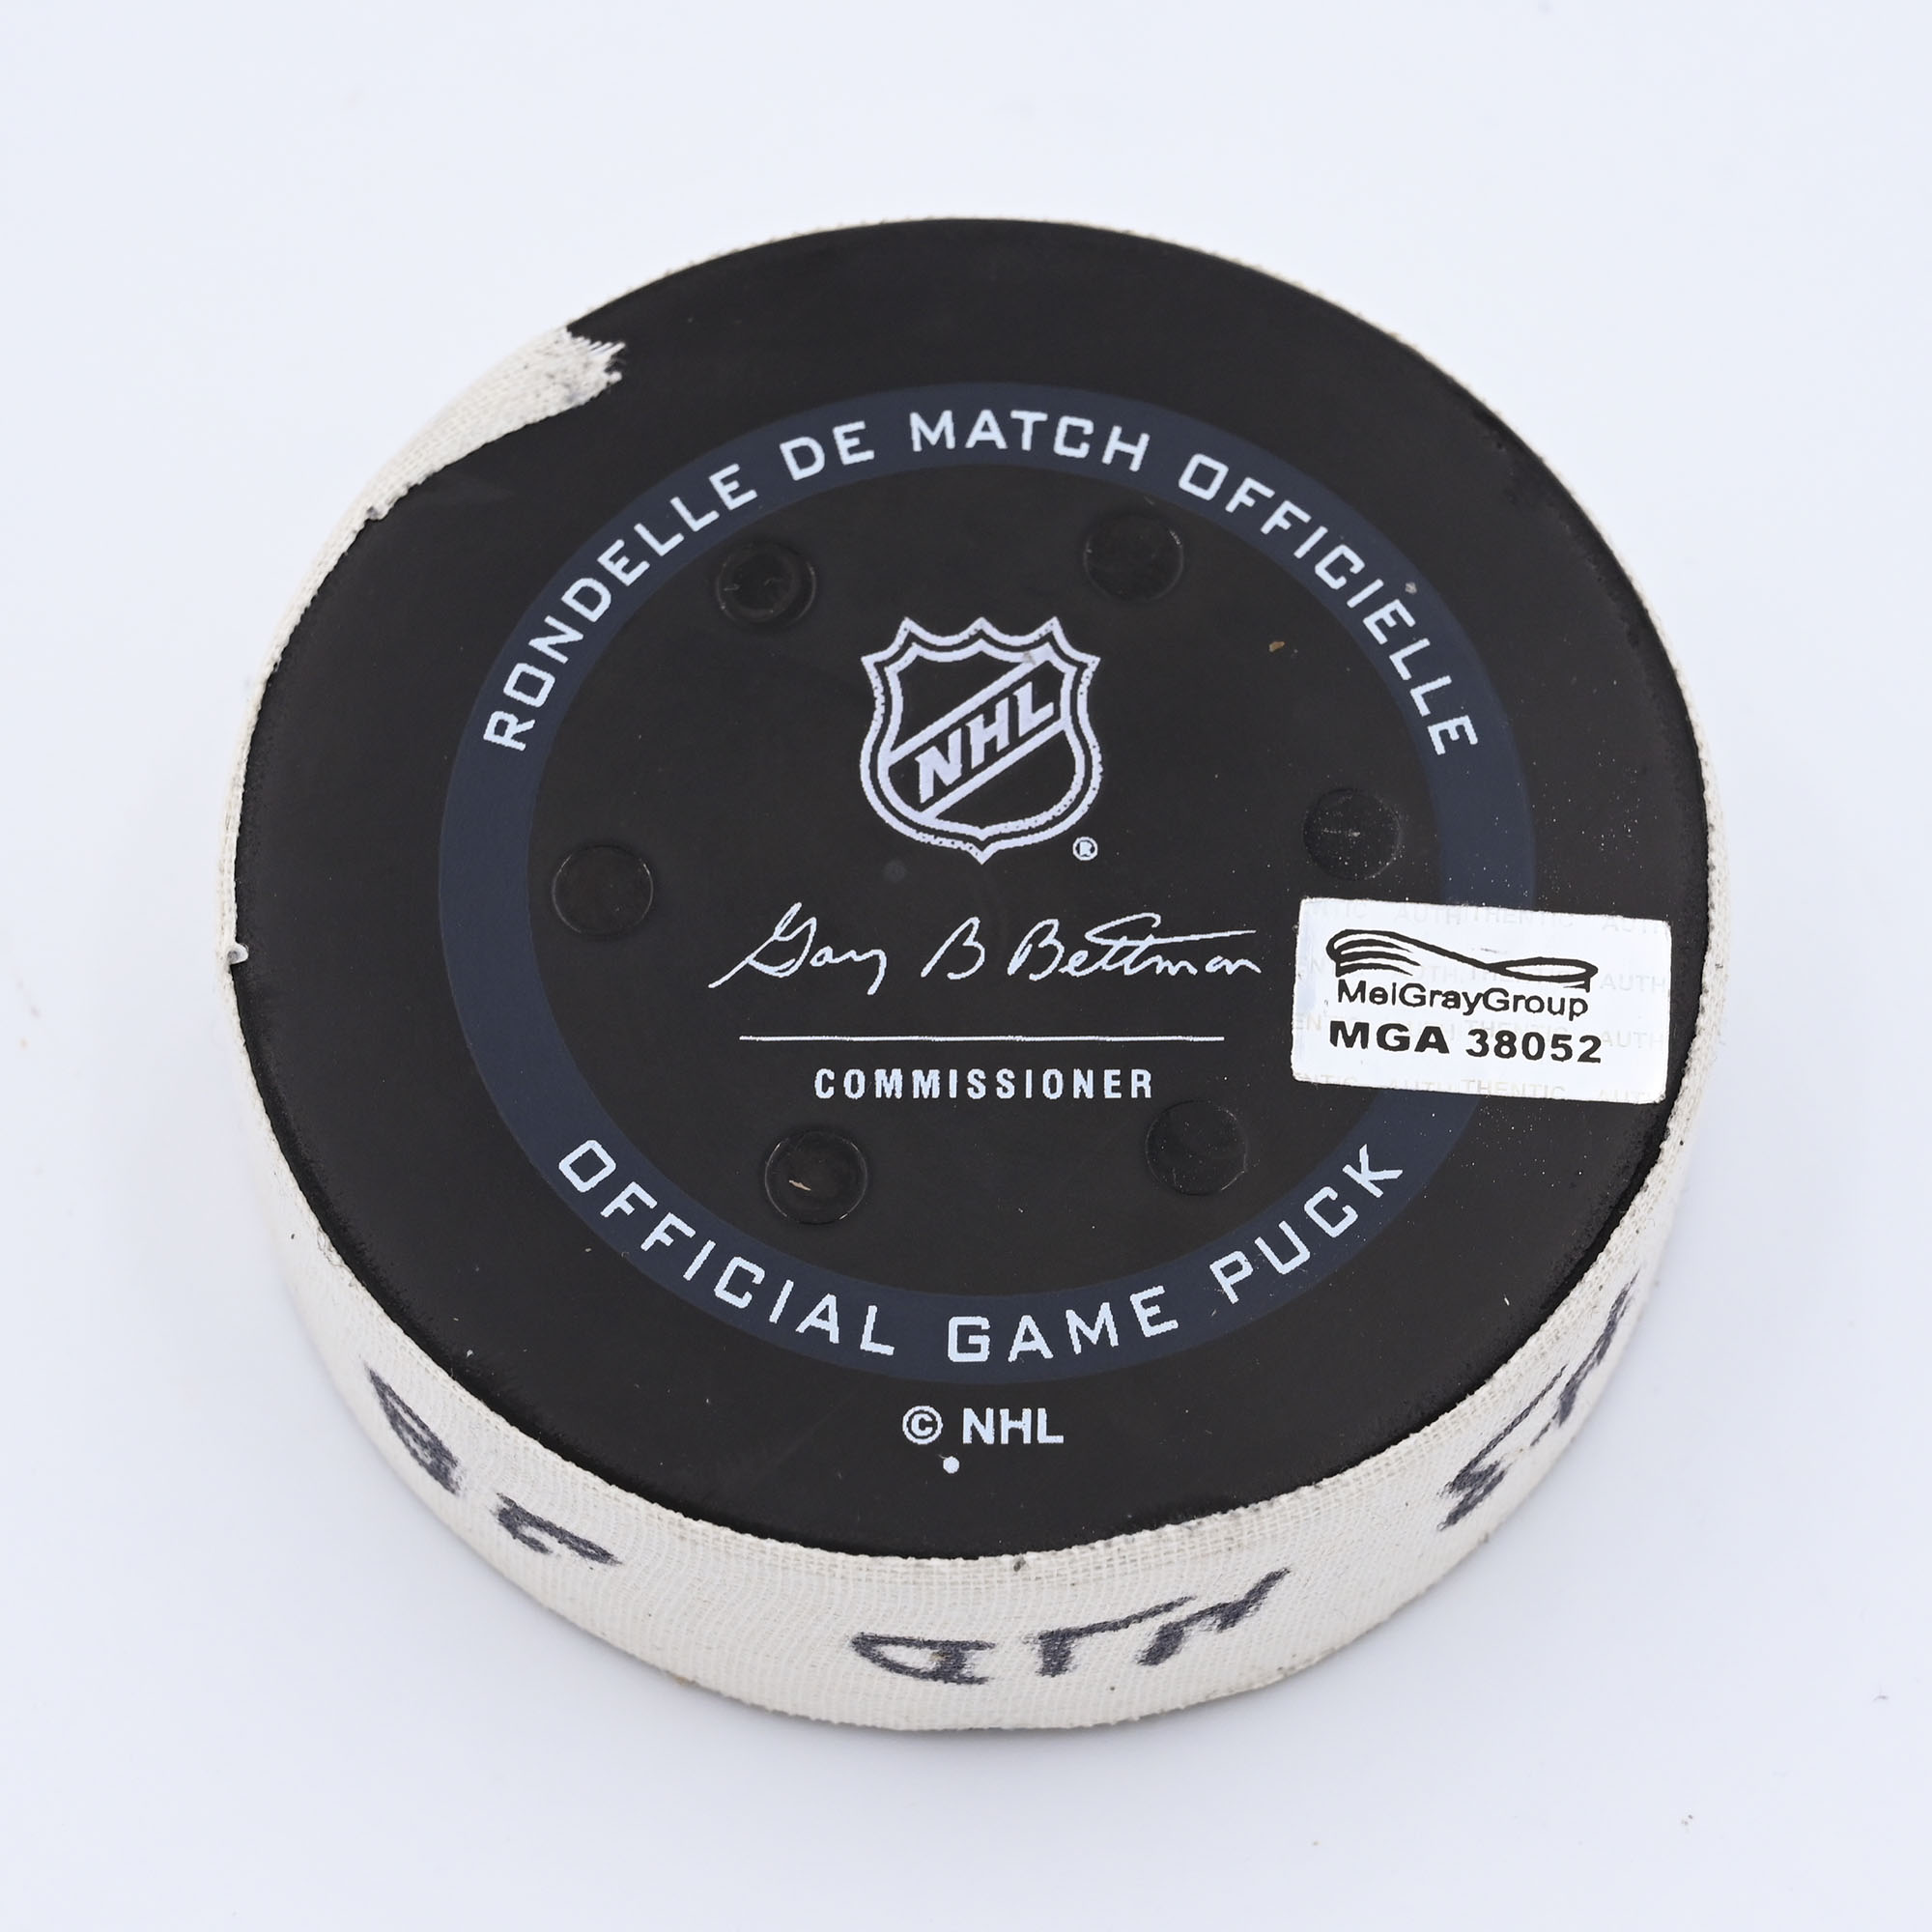 RONDELLE DE MATCH OFFICIELLE
NHL
®
Gary B Bettman
COMMISSIONER
OFFICIAL GAME PUCK
© NHL
MeiGrayGroup
MGA 38052